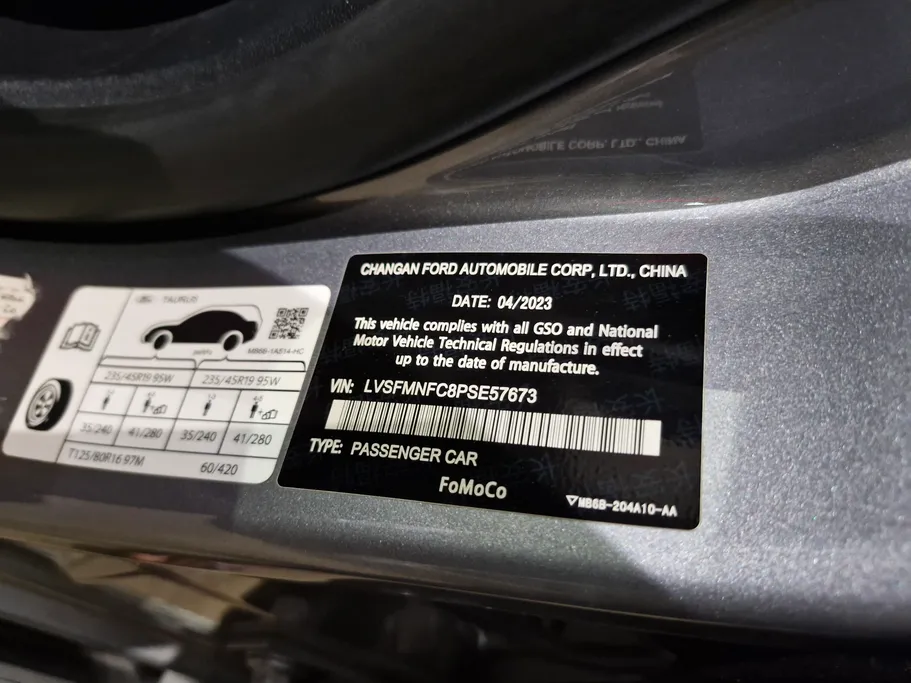 CHANGAN FORD AUTOMOBILE CORP, LTD., CHINA
DATE: 04/2023
This vehicle complies with all GSO and National
Motor Vehicle Technical Regulations in effect
up to the date of manufacture.
VIN: LVSFMNFC8PSE57673
TYPE: PASSENGER CAR
FoMoCo
MB6B-204A10-AA
TAURUS
235/45R19 95W 235/45R19 95W
35/240 41/280 35/240 41/280
T125/80R16 97M 60/420